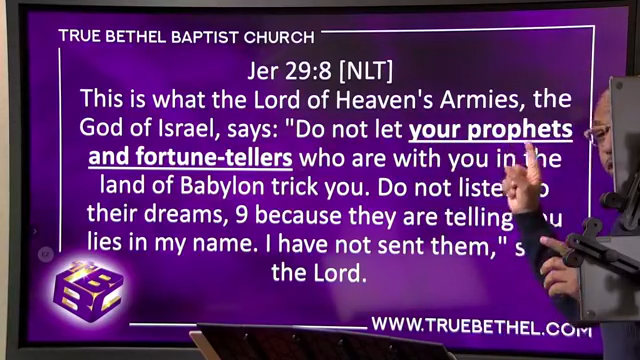 TRUE BETHEL BAPTIST CHURCH
Jer 29:8 [NLT]
This is what the Lord of Heaven's Armies, the
God of Israel, says: "Do not let your prophets
and fortune-tellers who are with you in the
land of Babylon trick you. Do not
their dreams, 9 because they are telling
lies in my name. I have not sent them,"
the Lord.
TBBC
WWW.TRUEBETHEL.COM